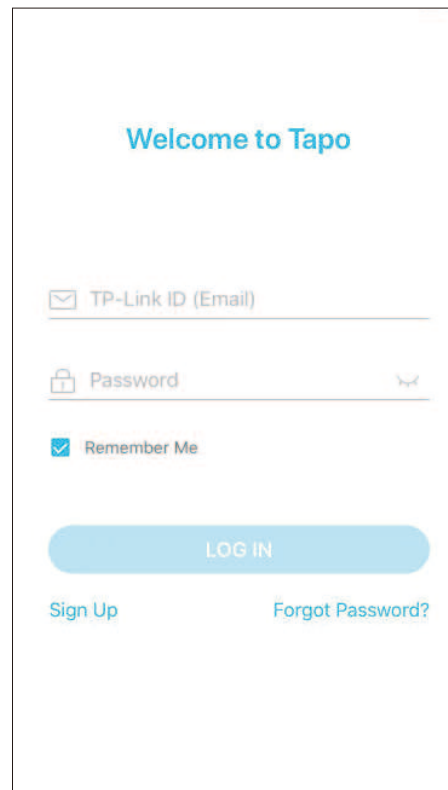 Welcome to Tapo
TP-Link ID (Email)
Password
Remember Me
LOG IN
Sign Up Forgot Password?